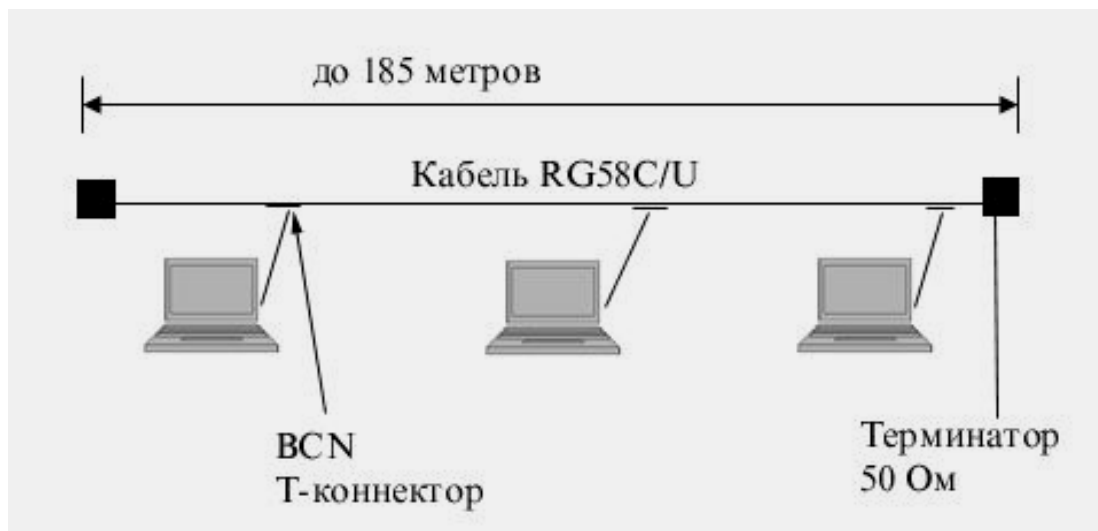 до 185 метров
Кабель RG58C/U
BCN
Т-коннектор
Терминатор
50 Ом